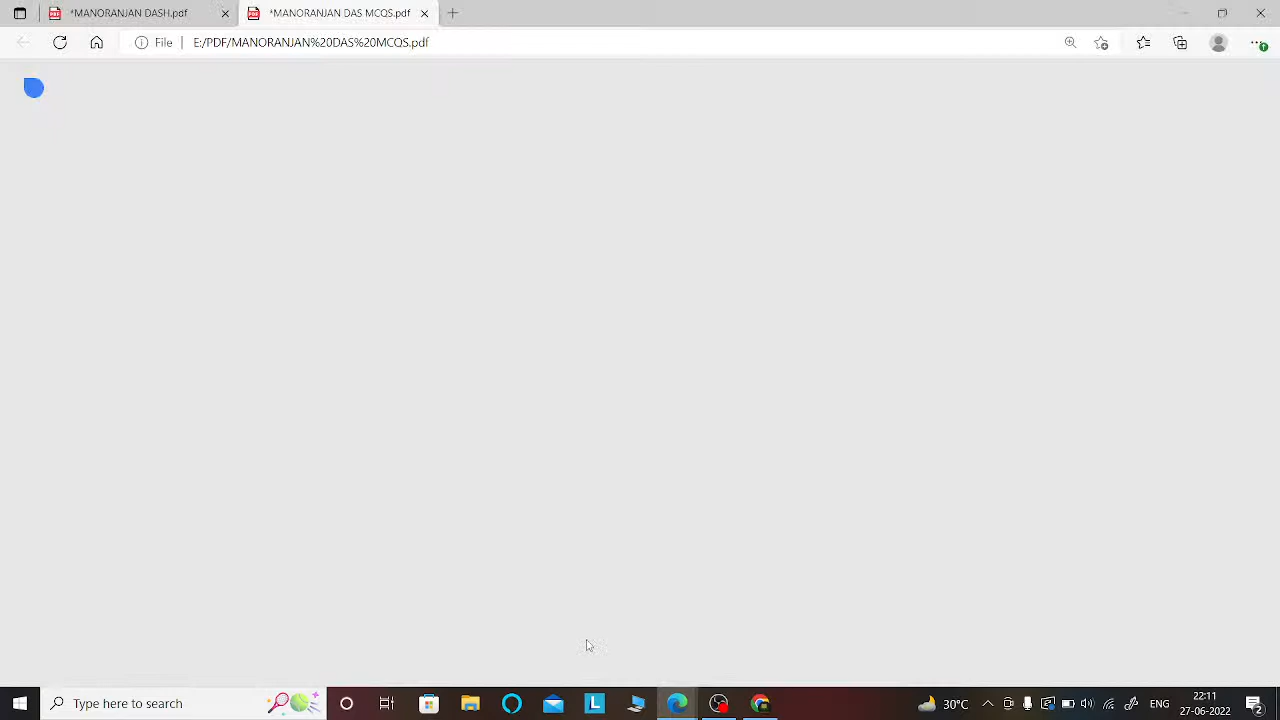 *MANORANJAN DASH.pdf
*MANORANJAN DAS MCQS.pdf
File
E:/PDF/MANORANJAN%20DAS%20MCQS.pdf
Type here to search
L
30°C
ENG
22:11
27-06-2022
2